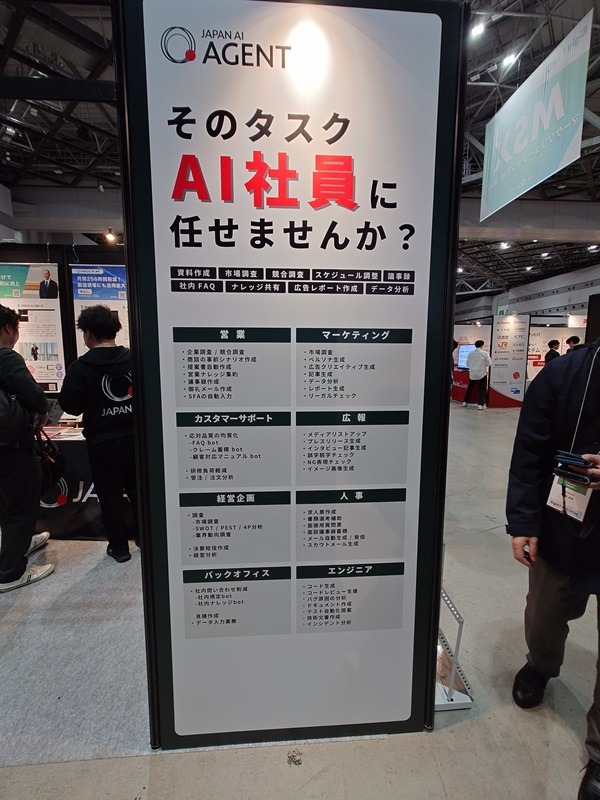 JAPAN AI
AGENT
そのタスク
AI社員に
任せませんか？
資料作成 市場調査 競合調査 スケジュール調整 議事録
社内FAQ ナレッジ共有 広告レポート作成 データ分析
営業
・企業調査 / 競合調査
・商談の事前シナリオ作成
・提案書自動作成
・営業ナレッジ集約
・議事録作成
・御礼メール作成
・SFAの自動入力
マーケティング
・市場調査
・ペルソナ生成
・広告クリエイティブ生成
・記事生成
・データ分析
・レポート生成
・リーガルチェック
カスタマーサポート
・応対品質の均質化
-FAQ bot
-クレーム蓄積 bot
-顧客対応マニュアル bot
・研修負荷軽減
・受注 / 注文分析
広報
・メディアリストアップ
・プレスリリース生成
・インタビュー記事生成
・誤字脱字チェック
・NG表現チェック
・イメージ画像生成
経営企画
・調査
-市場調査
-SWOT / PEST / 4P分析
-業界動向調査
・決算短信作成
・経営分析
人事
・求人票作成
・書類選考補助
・面接用質問票
・面談議事録蓄積
・メール自動生成 / 発信
・スカウトメール生成
バックオフィス
・社内問い合わせ削減
-社内規定bot
-社内ナレッジbot
見積作成
・データ入力業務
エンジニア
・コード生成
・コードレビュー支援
・バグ原因の分析
・ドキュメント作成
・テスト自動化提案
・技術文書作成
・インシデント分析
月間266時間削減！
JAPAN
JA